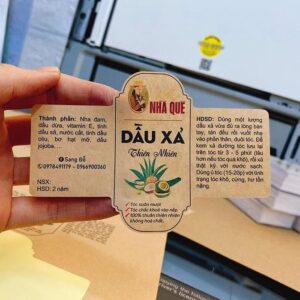 Thành phần: Nha đam,
dầu dừa, vitamin E, tinh
dầu sả, nước cất, tinh dầu
oliu, bơ hạt mỡ, dầu
jojoba...
Sang Đỗ
0978491179 - 0966900360
NSX:
HSD: 2 năm
NHÀ QUÊ
DẦU XẢ
Thiên Nhiên
✓ Tóc suôn mượt
✓ Tóc chắc khoẻ vào nếp
✓ 100% thuần thiên nhiên
không hoá chất.
HDSD: Dùng một lượng
dầu xả vừa đủ ra lòng bàn
tay, tán đều rồi vuốt nhẹ
vào phần thân, đuôi tóc. Để
kem xả dưỡng tóc lưu lại
trên tóc từ 3 - 5 phút (lâu
hơn nếu tóc quá khô), rồi xả
thật kỹ với nước sạch.
Dùng ủ tóc (15-20p) với tình
trạng tóc khô, cứng, hư tổn
nặng.